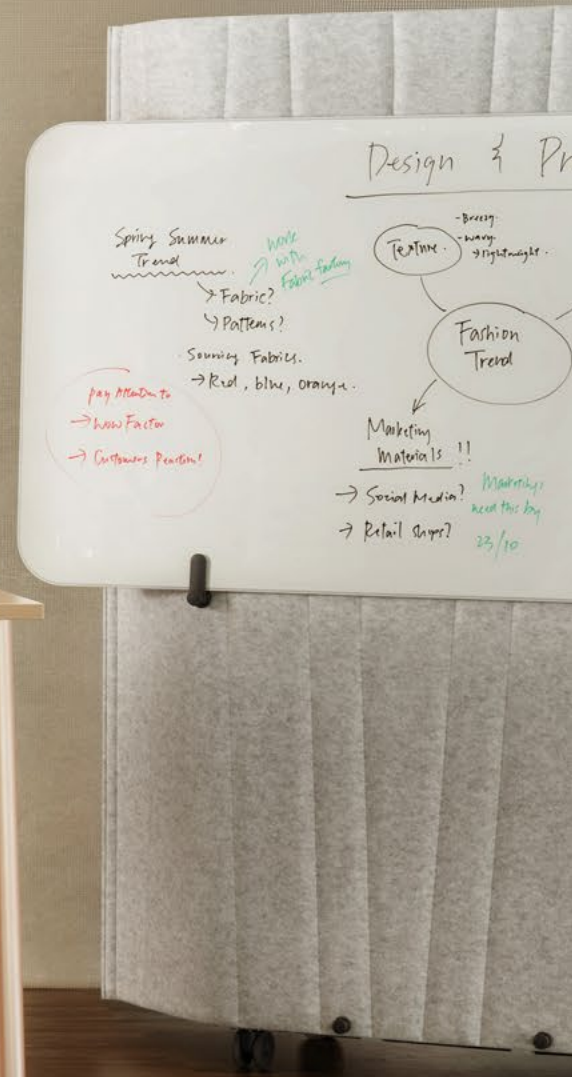 Design & Pr
Spring Summer
Trend
work
with
Fabric
→ Fabric?
→ Patterns?
Sourcing Fabrics.
→ Red, blue, orange.
pay Attention to
→ Wow Factor
→ Customers Reaction!
Texture.
- Breezy.
- wavy.
→ lightweight.
Fashion
Trend
Marketing
Materials !!
→ Social Media?
→ Retail shops?
Marketing
need this by
23/10